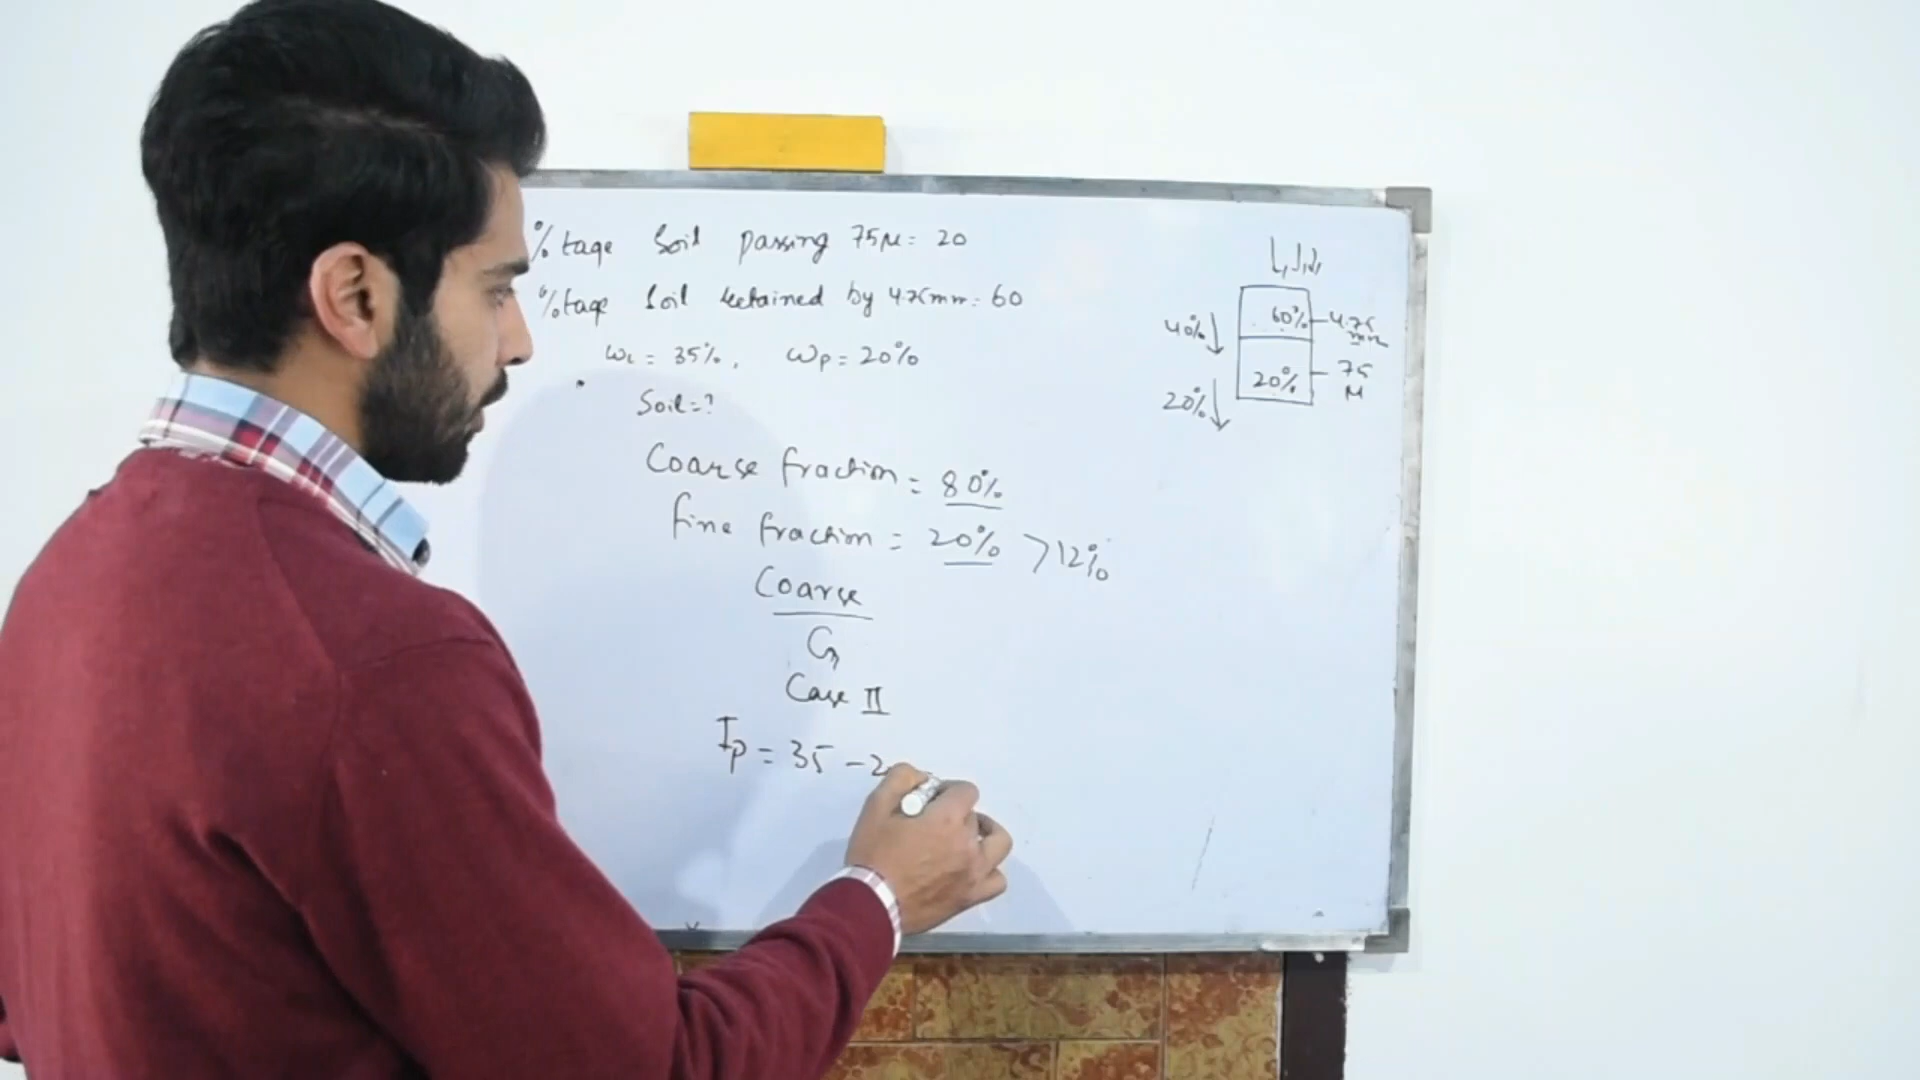 %tage Soil passing 75μ = 20
%tage Soil retained by 4.75mm = 60
WL = 35%, Wp = 20%
Soil = ?
Coarse fraction = 80%
fine fraction = 20% >12%
Coarse
G
Case II
Ip = 35 - 2
60% 4.75 mm
40%
20% 75 μ
20%